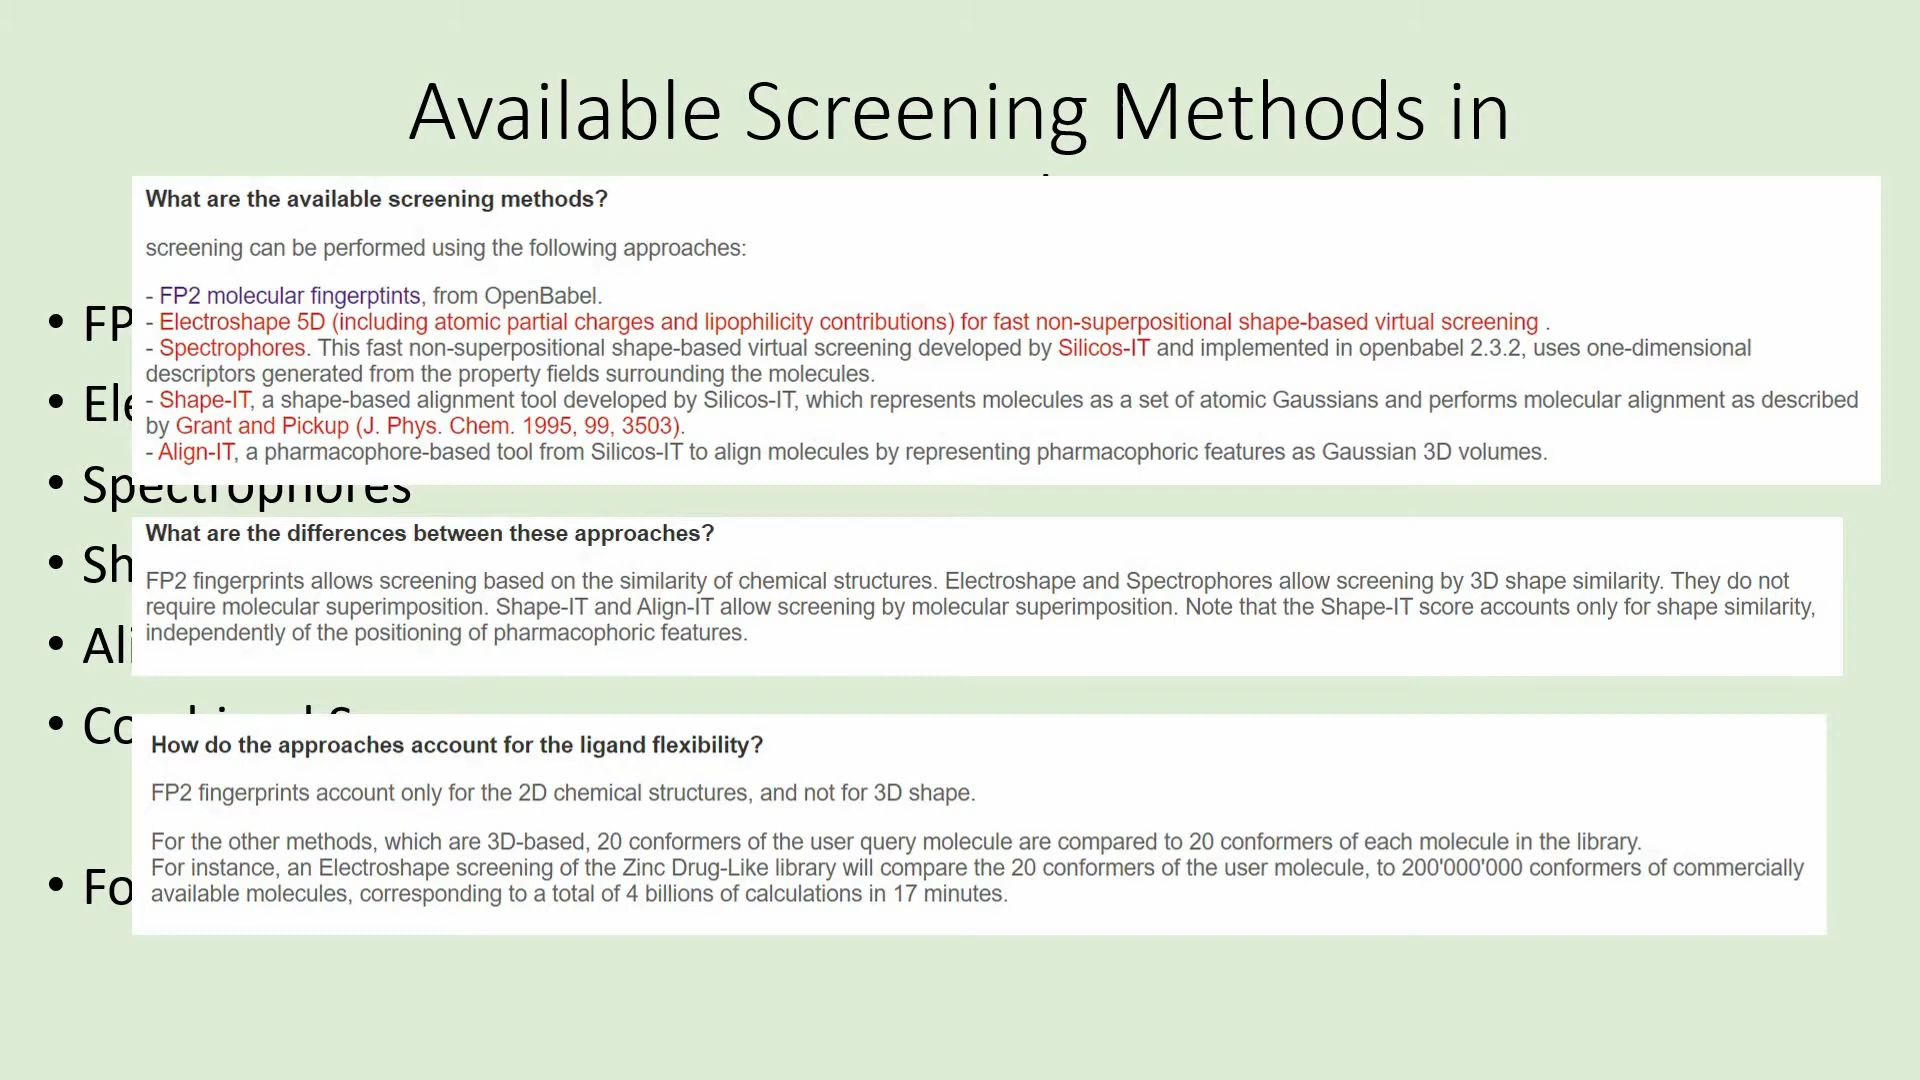 Available Screening Methods in
What are the available screening methods?
screening can be performed using the following approaches:
- FP2 molecular fingerptints, from OpenBabel.
- Electroshape 5D (including atomic partial charges and lipophilicity contributions) for fast non-superpositional shape-based virtual screening .
- Spectrophores. This fast non-superpositional shape-based virtual screening developed by Silicos-IT and implemented in openbabel 2.3.2, uses one-dimensional
descriptors generated from the property fields surrounding the molecules.
- Shape-IT, a shape-based alignment tool developed by Silicos-IT, which represents molecules as a set of atomic Gaussians and performs molecular alignment as described
by Grant and Pickup (J. Phys. Chem. 1995, 99, 3503).
- Align-IT, a pharmacophore-based tool from Silicos-IT to align molecules by representing pharmacophoric features as Gaussian 3D volumes.
• Spectrophores
What are the differences between these approaches?
FP2 fingerprints allows screening based on the similarity of chemical structures. Electroshape and Spectrophores allow screening by 3D shape similarity. They do not
require molecular superimposition. Shape-IT and Align-IT allow screening by molecular superimposition. Note that the Shape-IT score accounts only for shape similarity,
independently of the positioning of pharmacophoric features.
How do the approaches account for the ligand flexibility?
FP2 fingerprints account only for the 2D chemical structures, and not for 3D shape.
For the other methods, which are 3D-based, 20 conformers of the user query molecule are compared to 20 conformers of each molecule in the library.
For instance, an Electroshape screening of the Zinc Drug-Like library will compare the 20 conformers of the user molecule, to 200'000'000 conformers of commercially
available molecules, corresponding to a total of 4 billions of calculations in 17 minutes.